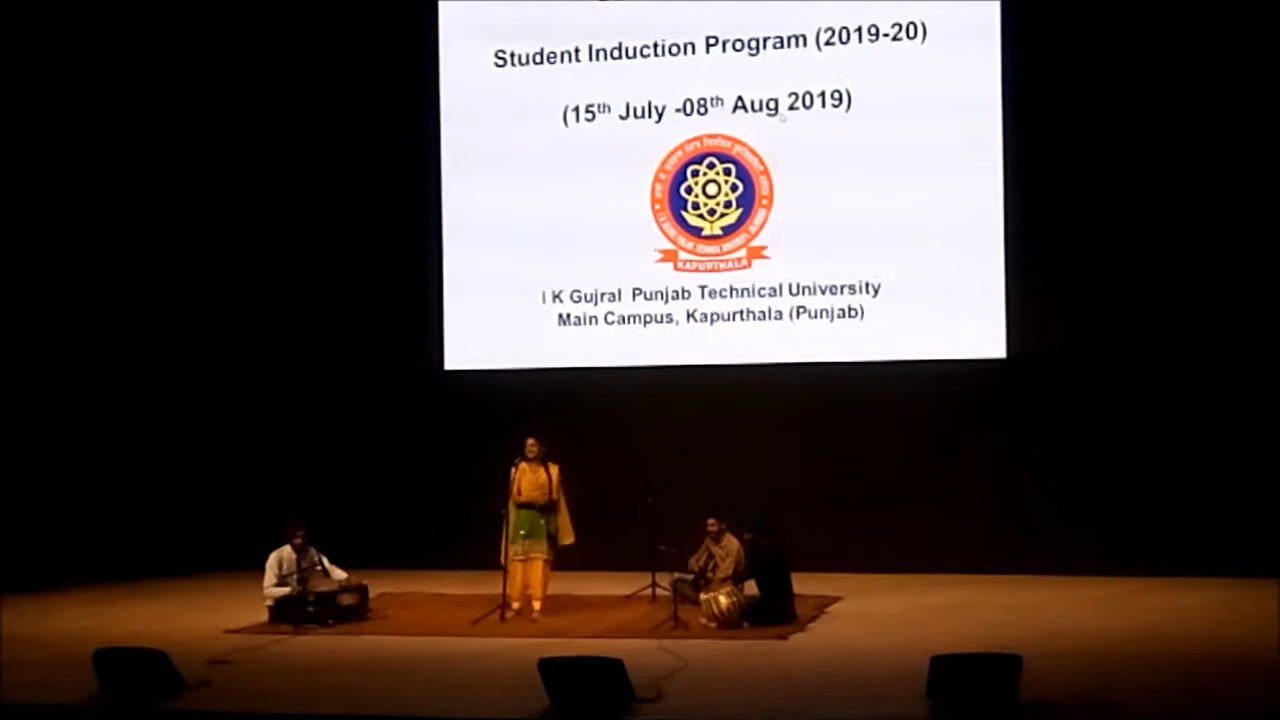 Student Induction Program (2019-20)
(15th July -08th Aug 2019)
KAPURTHALA
I K Gujral Punjab Technical University
Main Campus, Kapurthala (Punjab)